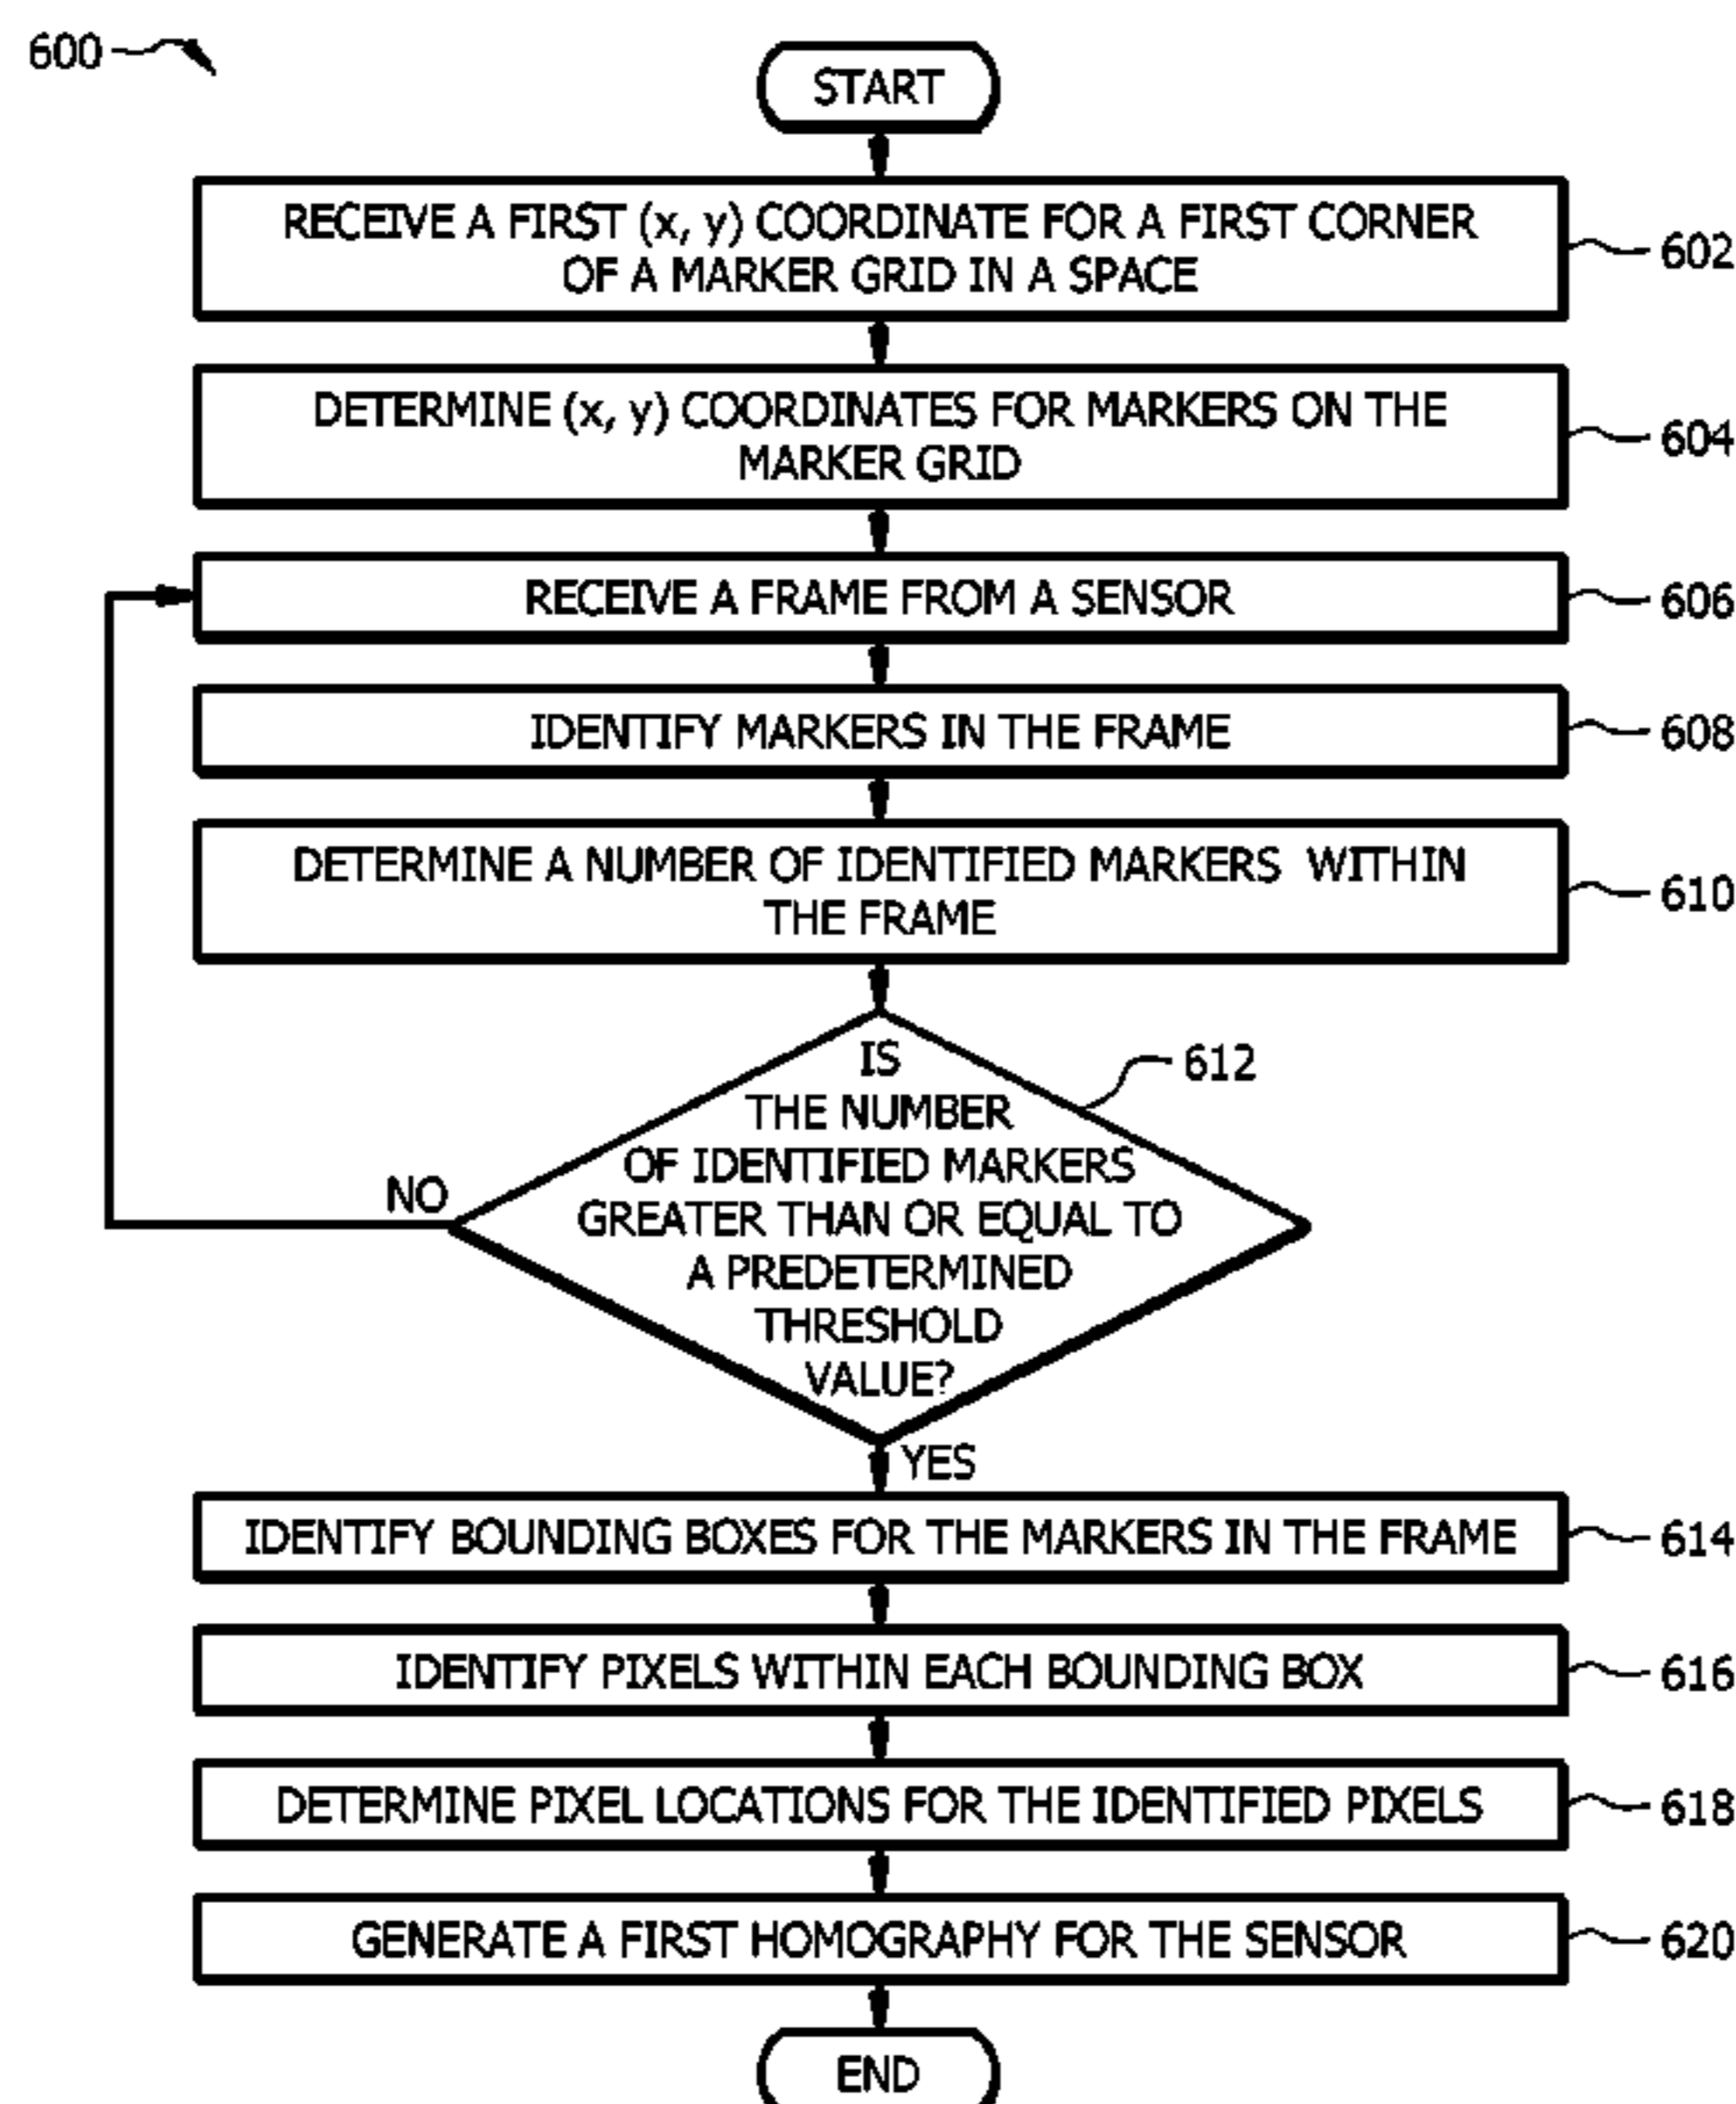 600
START
RECEIVE A FIRST (x, y) COORDINATE FOR A FIRST CORNER
OF A MARKER GRID IN A SPACE
602
DETERMINE (x, y) COORDINATES FOR MARKERS ON THE
MARKER GRID
604
RECEIVE A FRAME FROM A SENSOR
606
IDENTIFY MARKERS IN THE FRAME
608
DETERMINE A NUMBER OF IDENTIFIED MARKERS WITHIN
THE FRAME
610
IS
THE NUMBER
OF IDENTIFIED MARKERS
GREATER THAN OR EQUAL TO
A PREDETERMINED
THRESHOLD
VALUE?
612
NO
YES
IDENTIFY BOUNDING BOXES FOR THE MARKERS IN THE FRAME
614
IDENTIFY PIXELS WITHIN EACH BOUNDING BOX
616
DETERMINE PIXEL LOCATIONS FOR THE IDENTIFIED PIXELS
618
GENERATE A FIRST HOMOGRAPHY FOR THE SENSOR
620
END